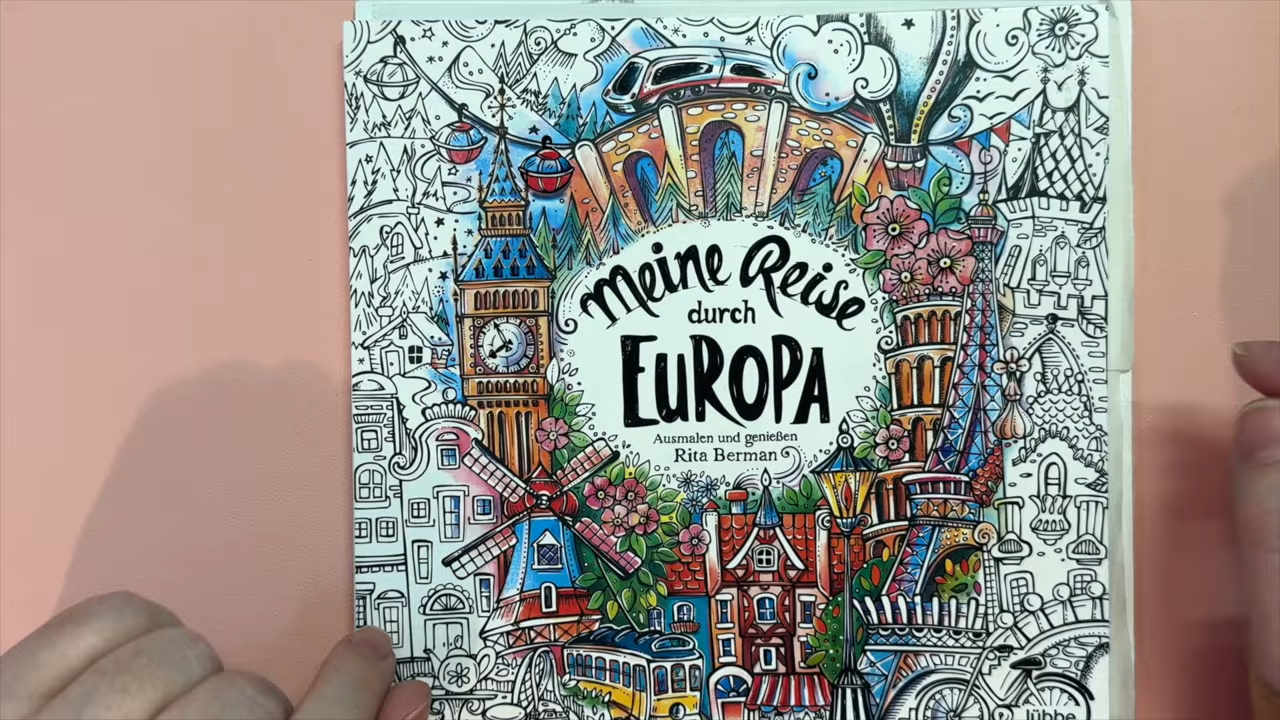 Meine Reise
durch
EUROPA
Ausmalen und genießen
Rita Berman
lübbe